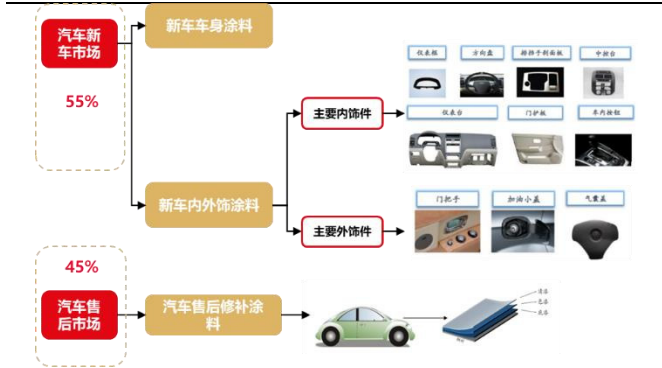 汽车新
车市场
55%
新车车身涂料
新车内外饰涂料
主要内饰件
仪表框
方向盘
排挡手刹面板
中控台
仪表台
门护板
车内按钮
主要外饰件
门把手
加油小盖
气囊盖
45%
汽车售
后市场
汽车售后修补涂
料
清漆
色漆
底漆